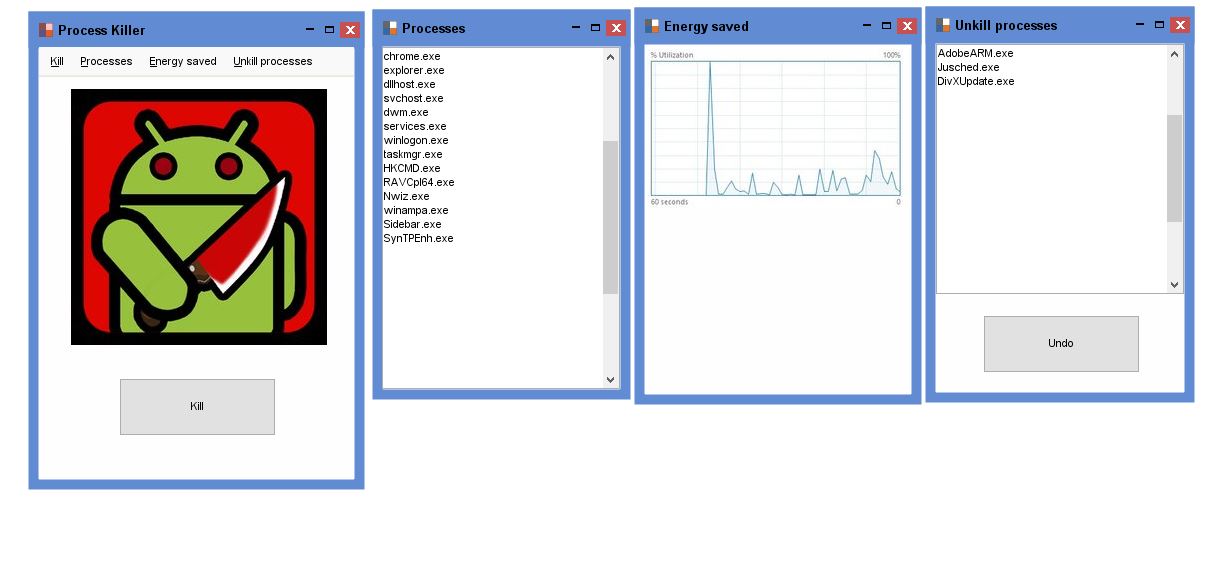 Process Killer
Kill Processes Energy saved Unkill processes
Kill
Processes
chrome.exe
explorer.exe
dllhost.exe
svchost.exe
dwm.exe
services.exe
winlogon.exe
taskmgr.exe
HKCMD.exe
RAVCpl64.exe
Nwiz.exe
winampa.exe
Sidebar.exe
SynTPEnh.exe
Energy saved
% Utilization 100%
60 seconds 0
Unkill processes
AdobeARM.exe
Jusched.exe
DivXUpdate.exe
Undo